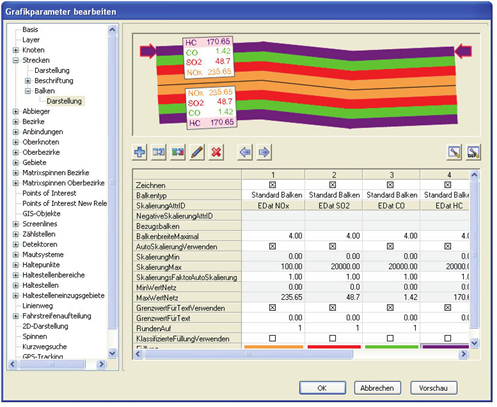 Grafikparameter bearbeiten
Basis
Layer
Knoten
Strecken
Darstellung
Beschriftung
Balken
Darstellung
Abbieger
Bezirke
Anbindungen
Oberknoten
Oberbezirke
Gebiete
Matrixspinnen Bezirke
Matrixspinnen Oberbezirke
Points of Interest
Points of Interest New Rele
GIS-Objekte
Screenlines
Zählstellen
Detektoren
Mautsysteme
Haltepunkte
Haltestellenbereiche
Haltestellen
Haltestelleneinzugsgebiete
Linienweg
Fahrstreifenaufteilung
2D-Darstellung
Spinnen
Kurzwegsuche
GPS-Tracking
HC 170.65
CO 1.42
SO2 48.7
NOx 235.65
NOx 235.65
SO2 48.7
CO 1.42
HC 170.65
1 2 3 4
Zeichnen
Balkentyp Standard Balken Standard Balken Standard Balken Standard Balken
SkalierungAttrID EDat NOx EDat SO2 EDat CO EDat HC
NegativeSkalierungAttrID
Bezugsbalken
BalkenbreiteMaximal 4.00 4.00 4.00 4.0
AutoSkalierungVerwenden
SkalierungMin 0.00 0.00 0.00 0.0
SkalierungMax 100.00 20000.00 20000.00 20000.0
SkalierungsFaktorAutoSkalierung 1.00 1.00 1.00 1.0
MinWertNetz 0.00 0.00 0.00 0.0
MaxWertNetz 235.65 48.7 1.42 170.6
GrenzwertFürTextVerwenden
GrenzwertFürText 0.00 0.00 0.00 0.0
RundenAuf 1 1 1
KlassifizierteFüllungVerwenden
Füllung
OK Abbrechen Vorschau